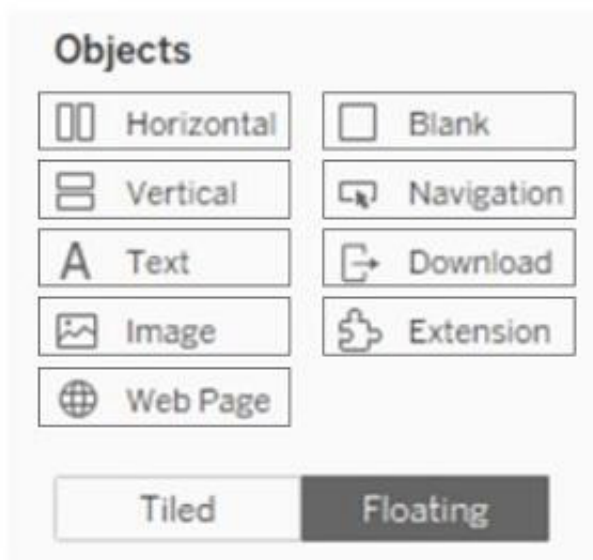 Objects
Horizontal
Blank
Vertical
Navigation
Text
Download
Image
Extension
Web Page
Tiled
Floating